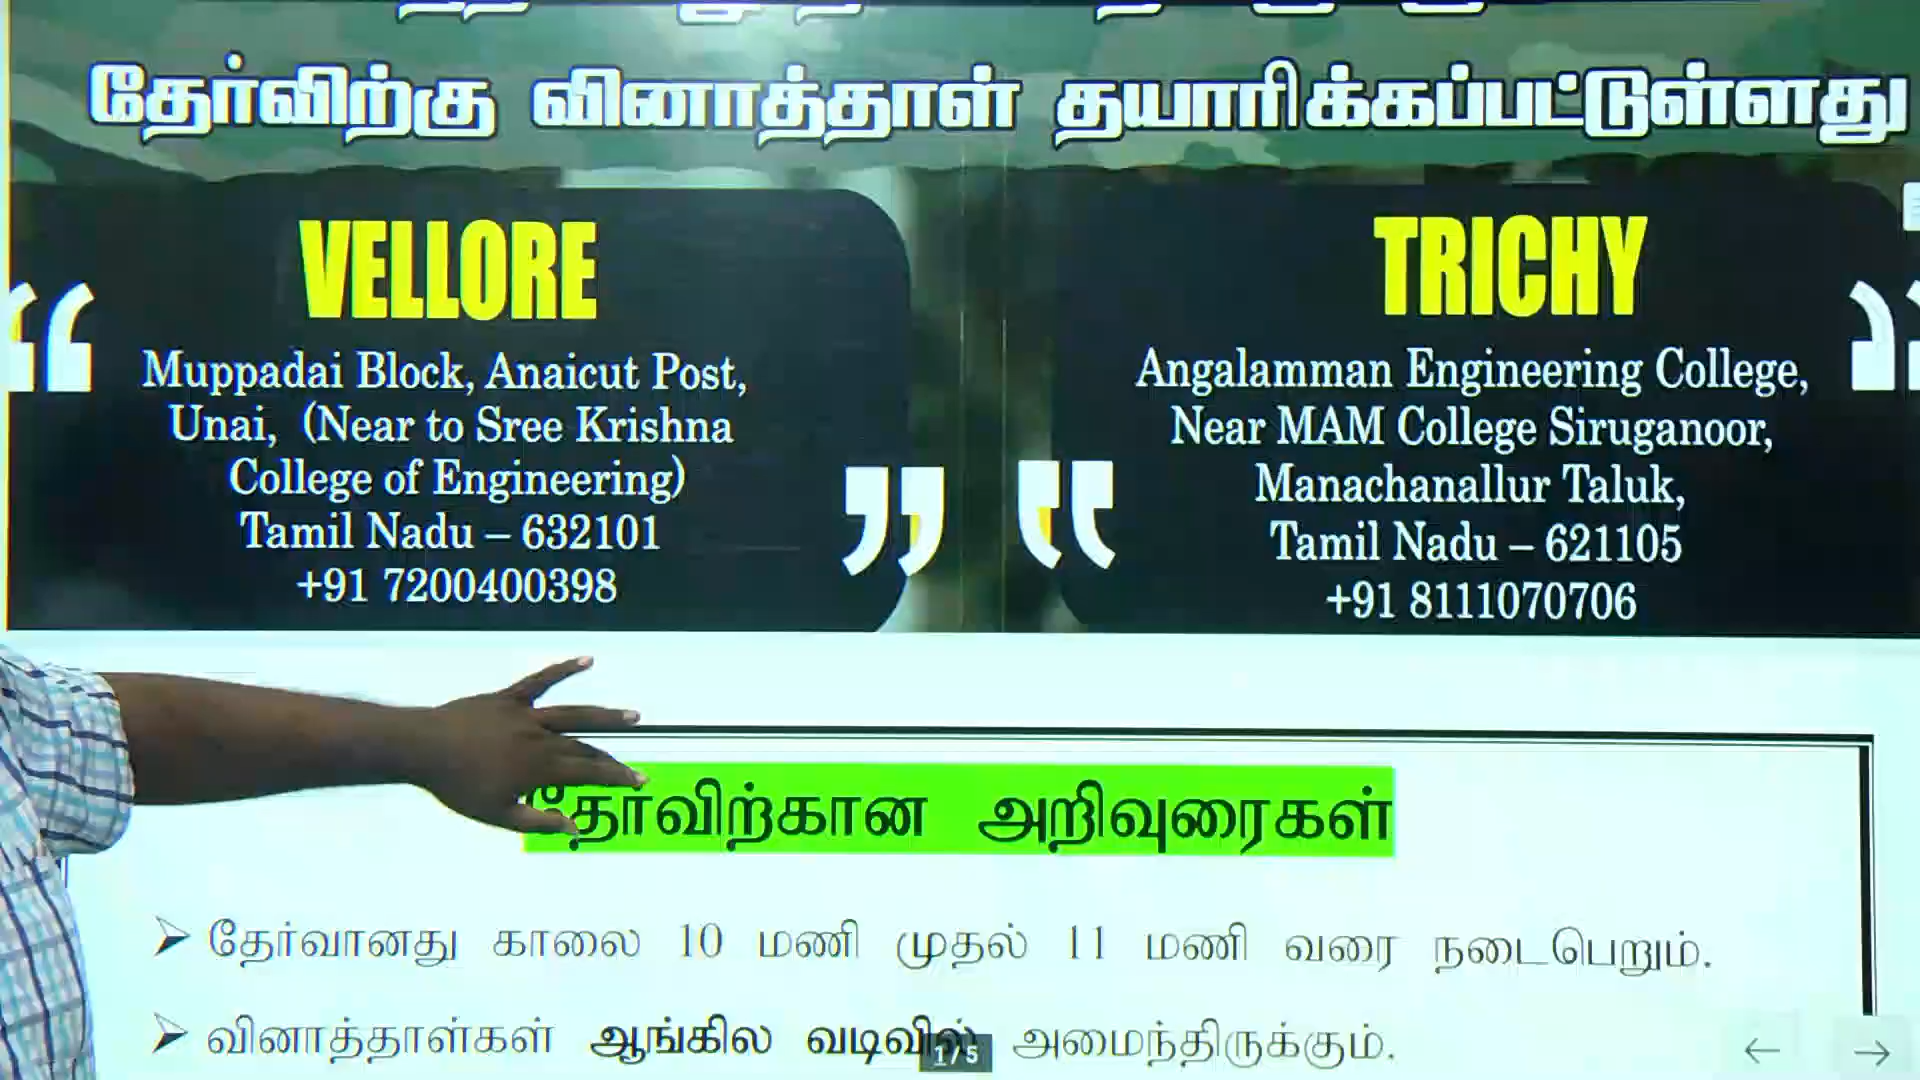 தேர்விற்கு வினாத்தாள் தயாரிக்கப்பட்டுள்ளது
VELLORE
Muppadai Block, Anaicut Post,
Unai, (Near to Sree Krishna
College of Engineering)
Tamil Nadu – 632101
+91 7200400398
TRICHY
Angalamman Engineering College,
Near MAM College Siruganoor,
Manachanallur Taluk,
Tamil Nadu – 621105
+91 8111070706
தேர்விற்கான அறிவுரைகள்
➢ தேர்வானது காலை 10 மணி முதல் 11 மணி வரை நடைபெறும்.
➢ வினாத்தாள்கள் ஆங்கில வடிவில் அமைந்திருக்கும்.
1/5